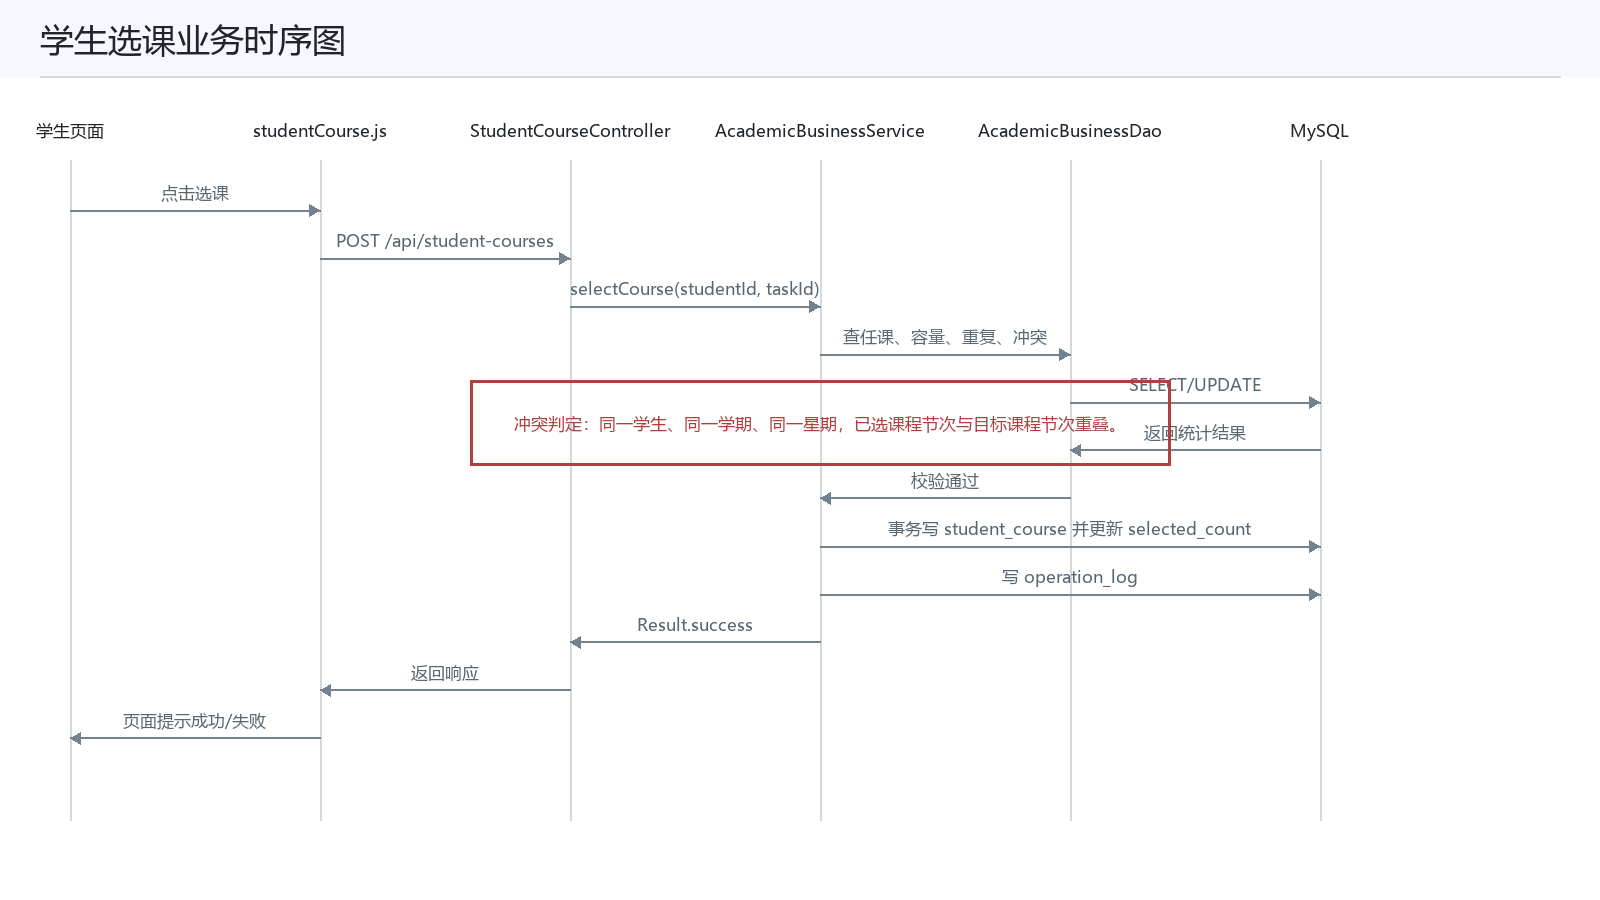 学生选课业务时序图
学生页面
studentCourse.js
StudentCourseController
AcademicBusinessService
AcademicBusinessDao
MySQL
点击选课
POST /api/student-courses
selectCourse(studentId, taskId)
查任课、容量、重复、冲突
SELECT/UPDATE
冲突判定：同一学生、同一学期、同一星期，已选课程节次与目标课程节次重叠。
返回统计结果
校验通过
事务写 student_course 并更新 selected_count
写 operation_log
Result.success
返回响应
页面提示成功/失败